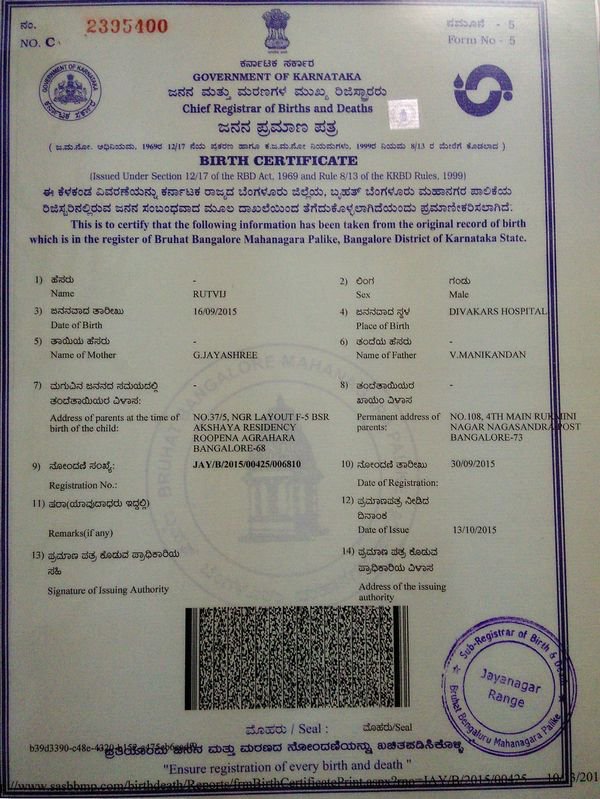 ನಂ.
NO. C
2395400
ನಮೂನೆ - 5
Form No - 5
GOVERNMENT OF KARNATAKA
ಕರ್ನಾಟಕ ಸರ್ಕಾರ
ಕರ್ನಾಟಕ ಸರ್ಕಾರ
GOVERNMENT OF KARNATAKA
ಜನನ ಮತ್ತು ಮರಣಗಳ ಮುಖ್ಯ ರಿಜಿಸ್ಟ್ರಾರರು
Chief Registrar of Births and Deaths
ಜನನ ಪ್ರಮಾಣ ಪತ್ರ
( ಜ.ಮ.ನೋ. ಅಧಿನಿಯಮ, 1969ರ 12/17 ನೆಯ ಪ್ರಕರಣ ಹಾಗೂ ಕ.ಜ.ಮ.ನೋ ನಿಯಮಗಳು, 1999ರ ನಿಯಮ 8/13 ರ ಮೇರೆಗೆ ಕೊಡಲಾದ )
BIRTH CERTIFICATE
(Issued Under Section 12/17 of the RBD Act, 1969 and Rule 8/13 of the KRBD Rules, 1999)
ಈ ಕೆಳಕಂಡ ವಿವರಣೆಯನ್ನು ಕರ್ನಾಟಕ ರಾಜ್ಯದ ಬೆಂಗಳೂರು ಜಿಲ್ಲೆಯ, ಬೃಹತ್ ಬೆಂಗಳೂರು ಮಹಾನಗರ ಪಾಲಿಕೆಯ
ರಿಜಿಸ್ಟರಿನಲ್ಲಿರುವ ಜನನ ಸಂಬಂಧವಾದ ಮೂಲ ದಾಖಲೆಯಿಂದ ತೆಗೆದುಕೊಳ್ಳಲಾಗಿದೆಯೆಂದು ಪ್ರಮಾಣೀಕರಿಸಲಾಗಿದೆ.
This is to certify that the following information has been taken from the original record of birth
which is in the register of Bruhat Bangalore Mahanagara Palike, Bangalore District of Karnataka State.
1) ಹೆಸರು -
Name RUTVIJ
2) ಲಿಂಗ ಗಂಡು
Sex Male
3) ಜನನವಾದ ತಾರೀಖು 16/09/2015
Date of Birth
4) ಜನನವಾದ ಸ್ಥಳ DIVAKARS HOSPITAL
Place of Birth
5) ತಾಯಿಯ ಹೆಸರು -
Name of Mother G.JAYASHREE
6) ತಂದೆಯ ಹೆಸರು -
Name of Father V.MANIKANDAN
7) ಮಗುವಿನ ಜನನದ ಸಮಯದಲ್ಲಿ -
ತಂದೆತಾಯಿಯರ ವಿಳಾಸ:
Address of parents at the time of
birth of the child:
NO.37/5, NGR LAYOUT F-5 BSR
AKSHAYA RESIDENCY
ROOPENA AGRAHARA
BANGALORE-68
8) ತಂದೆತಾಯಿಯರ -
ಖಾಯಂ ವಿಳಾಸ
Permanent address of
parents:
NO.108, 4TH MAIN RUKMINI
NAGAR NAGASANDRA POST
BANGALORE-73
9) ನೋಂದಣಿ ಸಂಖ್ಯೆ: JAY/B/2015/00425/006810
Registration No.:
10) ನೋಂದಣಿ ತಾರೀಖು 30/09/2015
Date of Registration:
11) ಷರಾ(ಯಾವುದಾದರು ಇದ್ದಲ್ಲಿ)
Remarks(if any)
12) ಪ್ರಮಾಣಪತ್ರ ನೀಡಿದ
ದಿನಾಂಕ
Date of Issue 13/10/2015
13) ಪ್ರಮಾಣ ಪತ್ರ ಕೊಡುವ ಪ್ರಾಧಿಕಾರಿಯ
ಸಹಿ
Signature of Issuing Authority
14) ಪ್ರಮಾಣ ಪತ್ರ ಕೊಡುವ
ಪ್ರಾಧಿಕಾರಿಯ ವಿಳಾಸ
Address of the issuing
authority
Sub-Registrar of Birth &
Jayanagar
Range
Bruhat Bengaluru Mahanagara Palike
ಮೊಹರು / Seal :
ಮೊಹರು/Seal
ಪ್ರತಿಯೊಂದು ಜನನ ಮತ್ತು ಮರಣದ ನೋಂದಣಿಯನ್ನು ಖಚಿತಪಡಿಸಿಕೊಳ್ಳಿ
"Ensure registration of every birth and death "
//www.sasbbmp.com/birthdeath/Reports/frmBirthCertificatePrint.aspx?rno=JAY/B/2015/00425